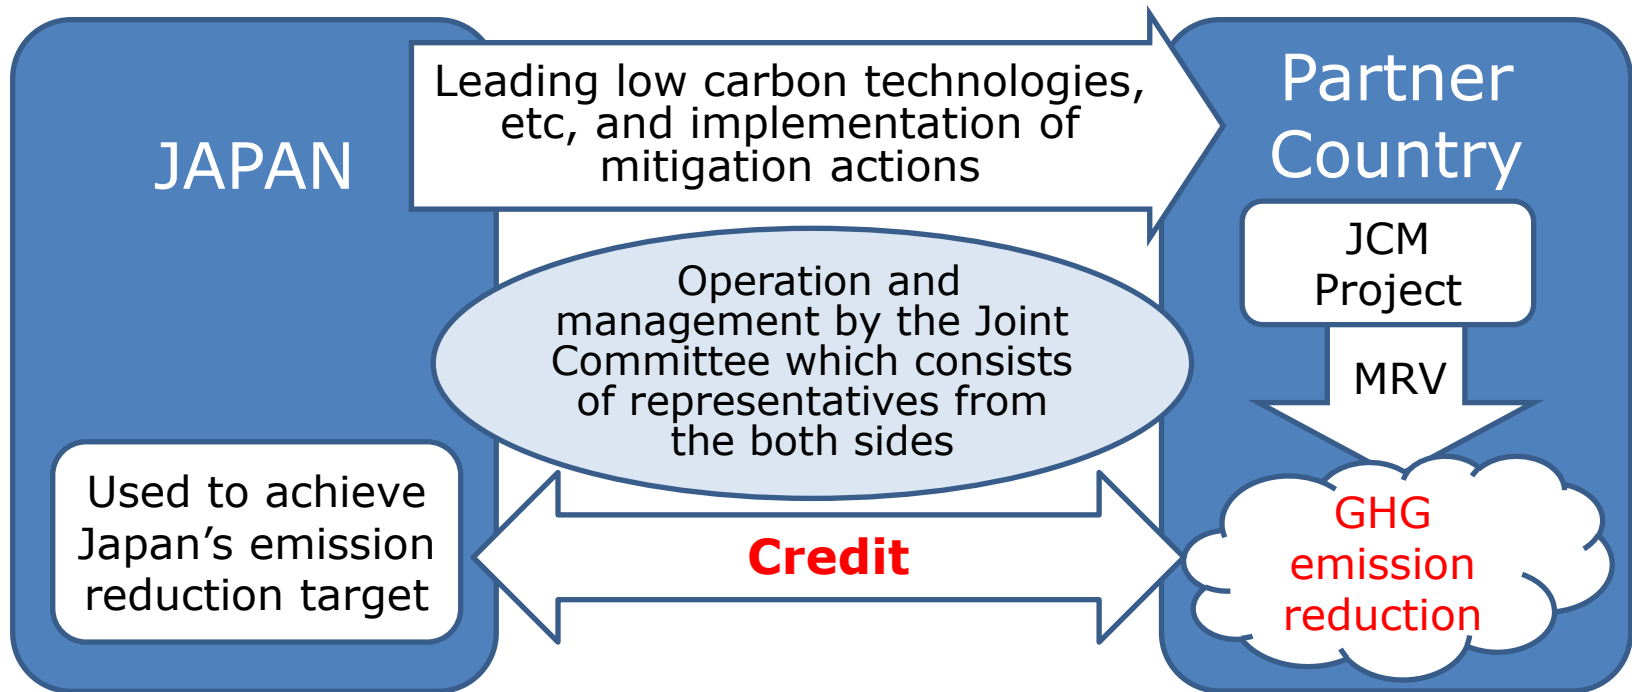 JAPAN
Leading low carbon technologies,
etc, and implementation of
mitigation actions
Partner
Country
JCM
Project
MRV
Operation and
management by the Joint
Committee which consists
of representatives from
the both sides
Used to achieve
Japan’s emission
reduction target
Credit
GHG
emission
reduction